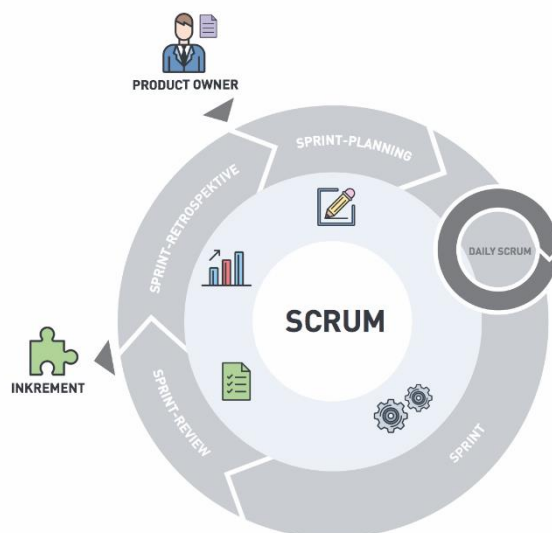 PRODUCT OWNER
SPRINT-PLANNING
SPRINT-RETROSPEKTIVE
DAILY SCRUM
SCRUM
INKREMENT
SPRINT-REVIEW
SPRINT